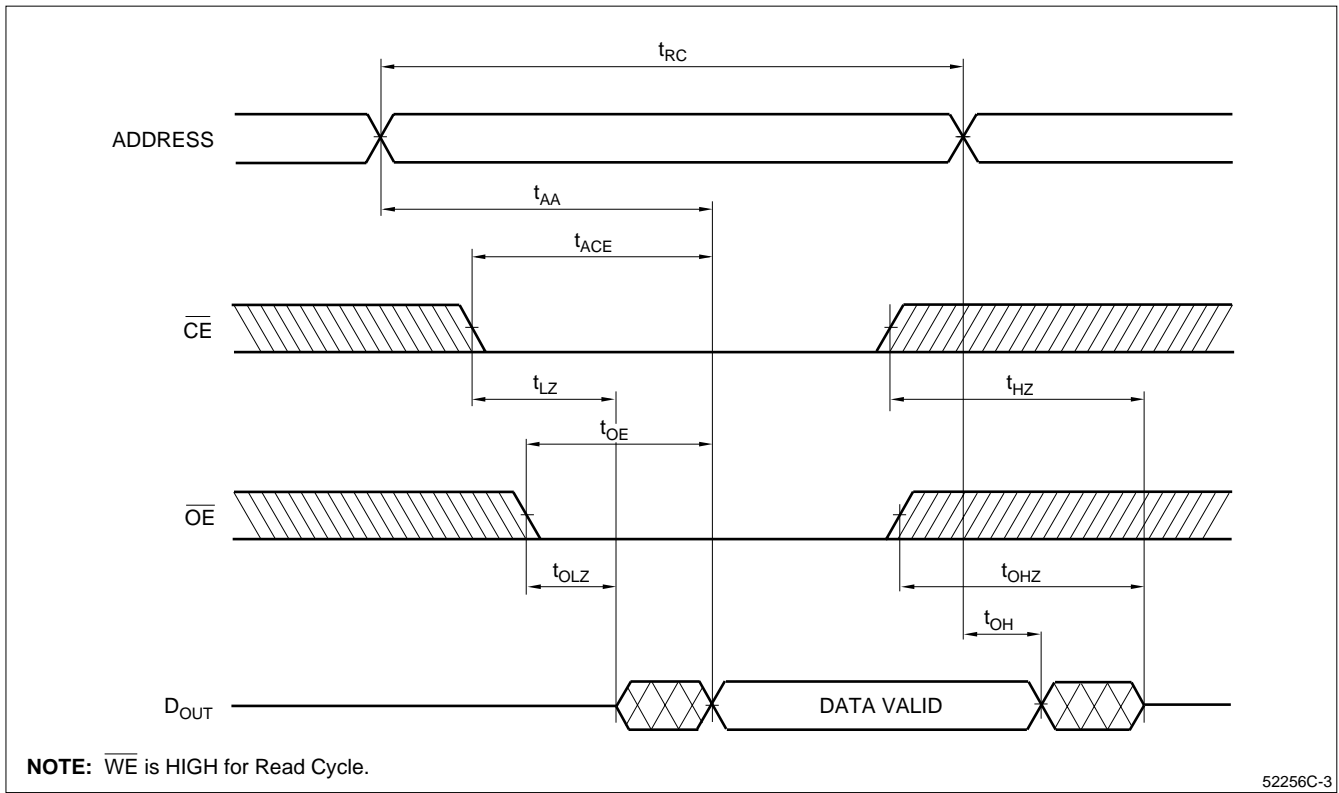 tRC
ADDRESS
tAA
tACE
CE
tLZ
tHZ
tOE
OE
tOLZ
tOHZ
tOH
DOUT
DATA VALID
NOTE: WE is HIGH for Read Cycle.
52256C-3